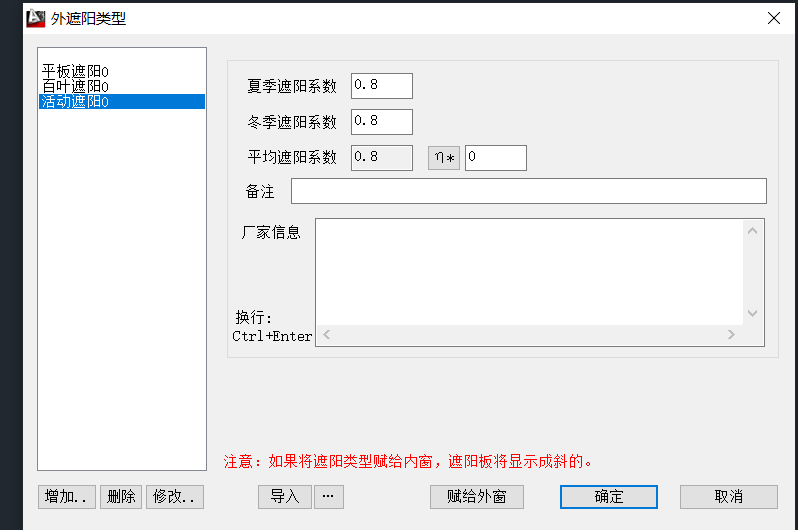 外遮阳类型
平板遮阳0
百叶遮阳0
活动遮阳0
夏季遮阳系数 0.8
冬季遮阳系数 0.8
平均遮阳系数 0.8 η* 0
备注
厂家信息
换行:
Ctrl+Enter
注意: 如果将遮阳类型赋给内窗，遮阳板将显示成斜的。
增加.. 删除 修改.. 导入 ... 赋给外窗 确定 取消